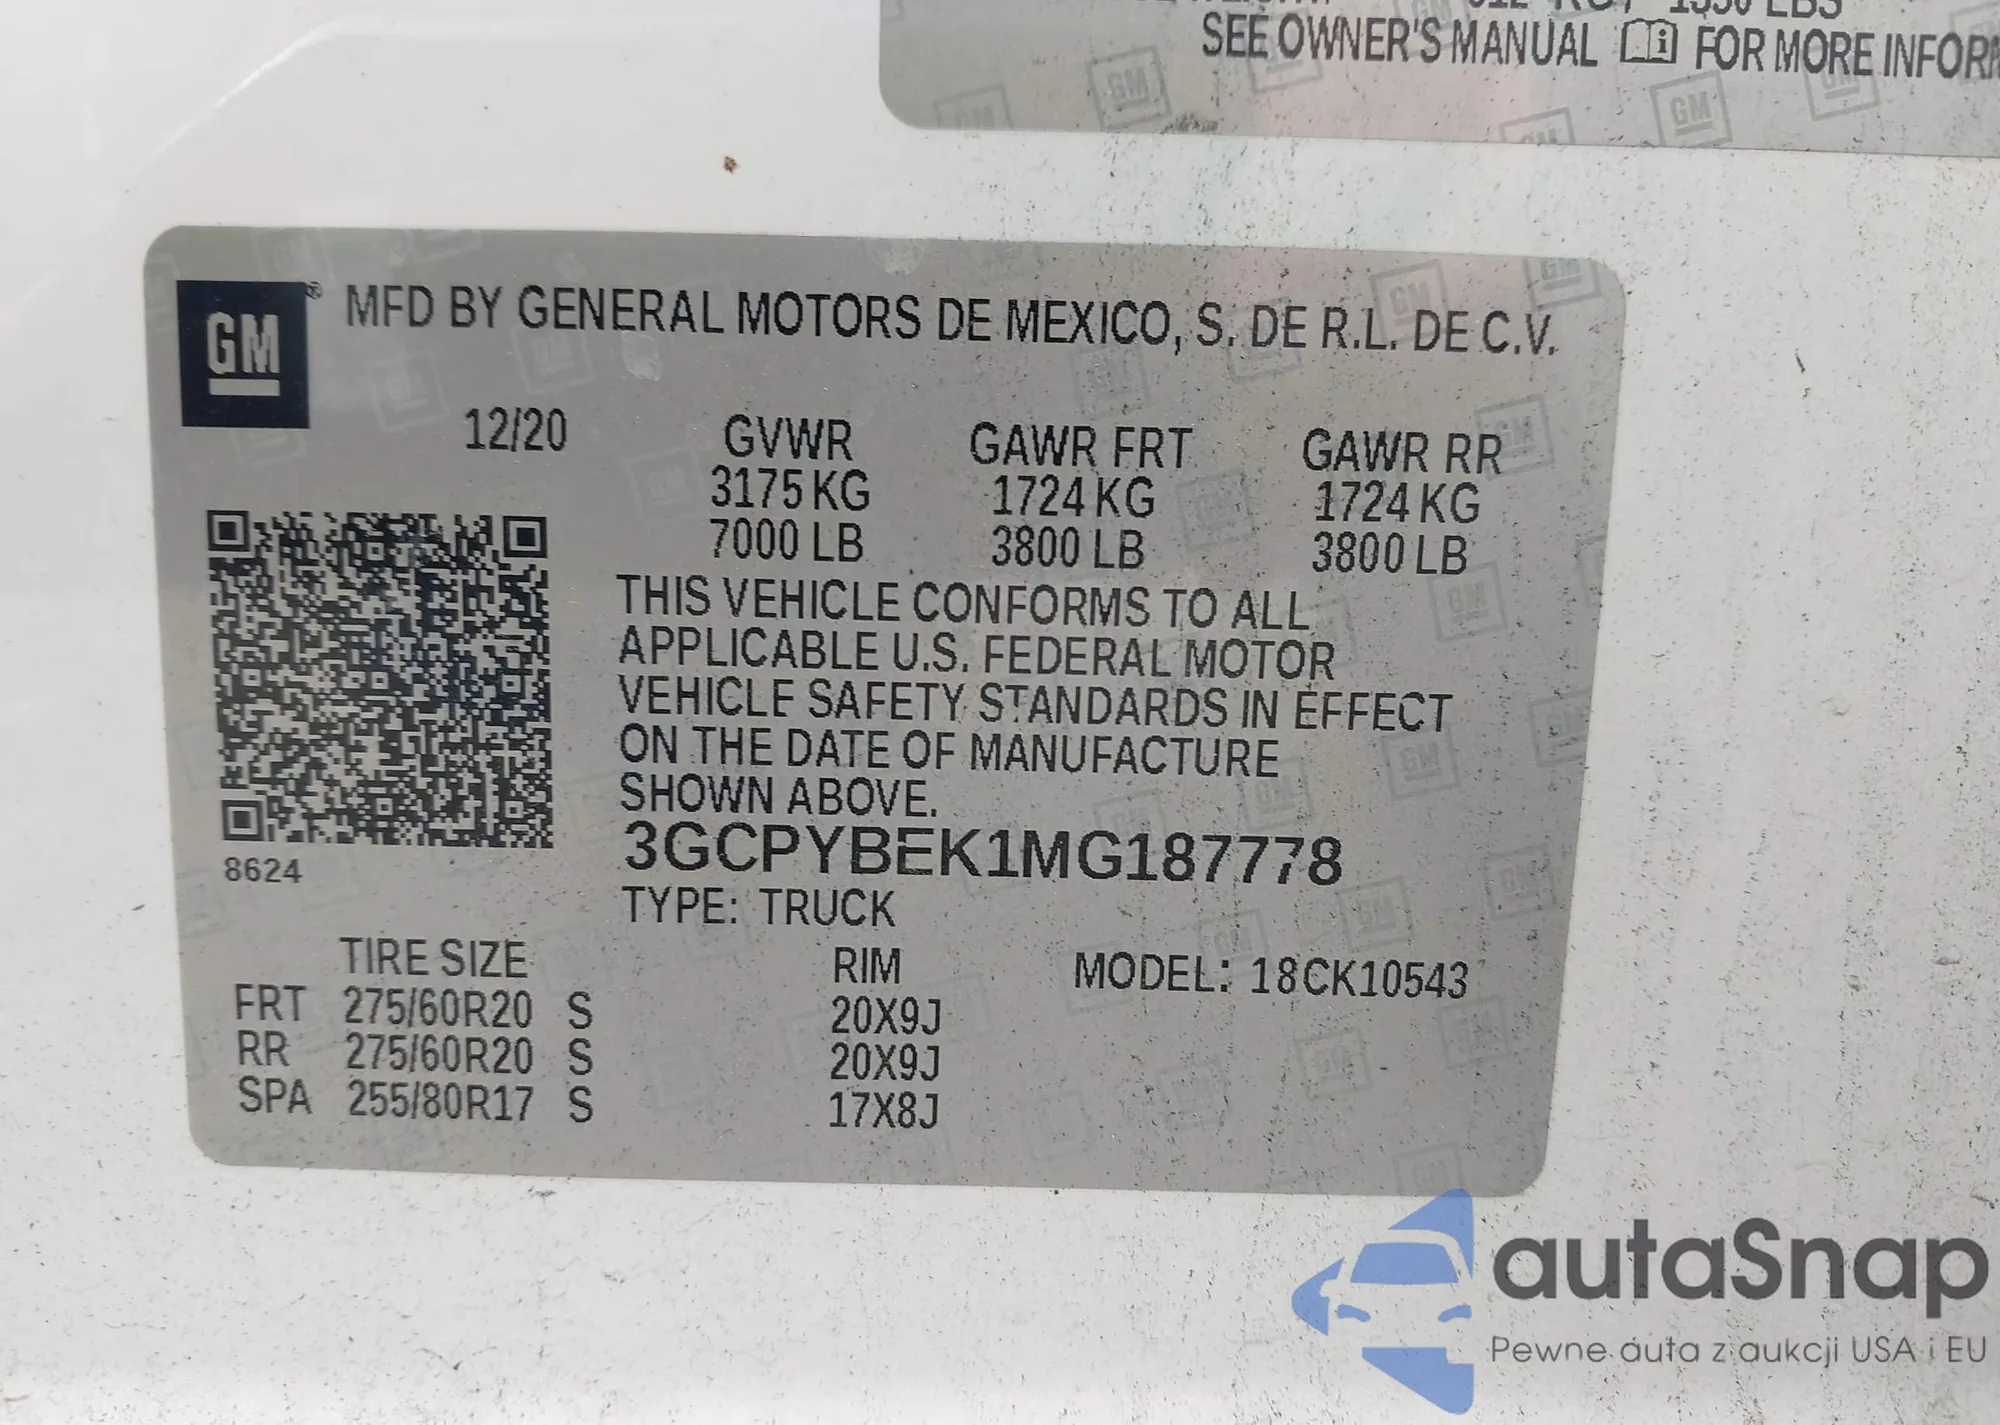 SEE OWNER'S MANUAL FOR MORE INFORM
GM ® MFD BY GENERAL MOTORS DE MEXICO, S. DE R.L. DE C.V.
12/20 GVWR GAWR FRT GAWR RR
3175 KG 1724 KG 1724 KG
7000 LB 3800 LB 3800 LB
THIS VEHICLE CONFORMS TO ALL
APPLICABLE U.S. FEDERAL MOTOR
VEHICLE SAFETY STANDARDS IN EFFECT
ON THE DATE OF MANUFACTURE
SHOWN ABOVE.
3GCPYBEK1MG187778
8624
TYPE: TRUCK
TIRE SIZE RIM MODEL: 18CK10543
FRT 275/60R20 S 20X9J
RR 275/60R20 S 20X9J
SPA 255/80R17 S 17X8J
autaSnap
Pewne auta z aukcji USA i EU